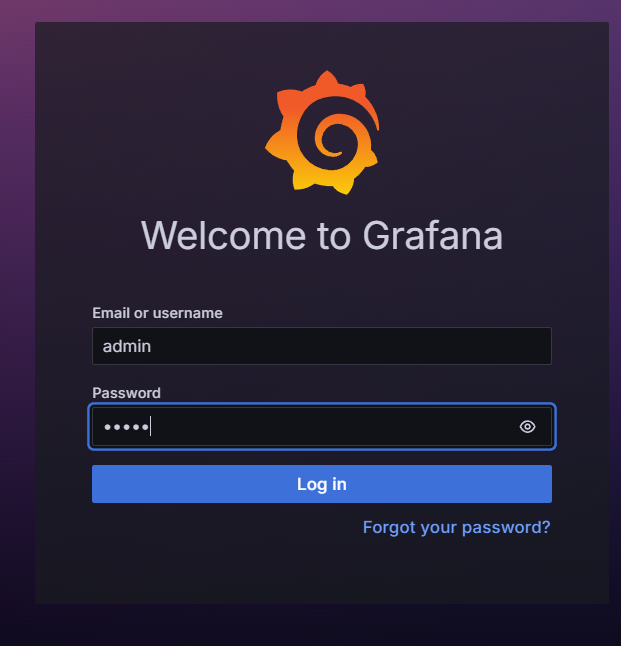 Welcome to Grafana
Email or username
admin
Password
•••••
Log in
Forgot your password?